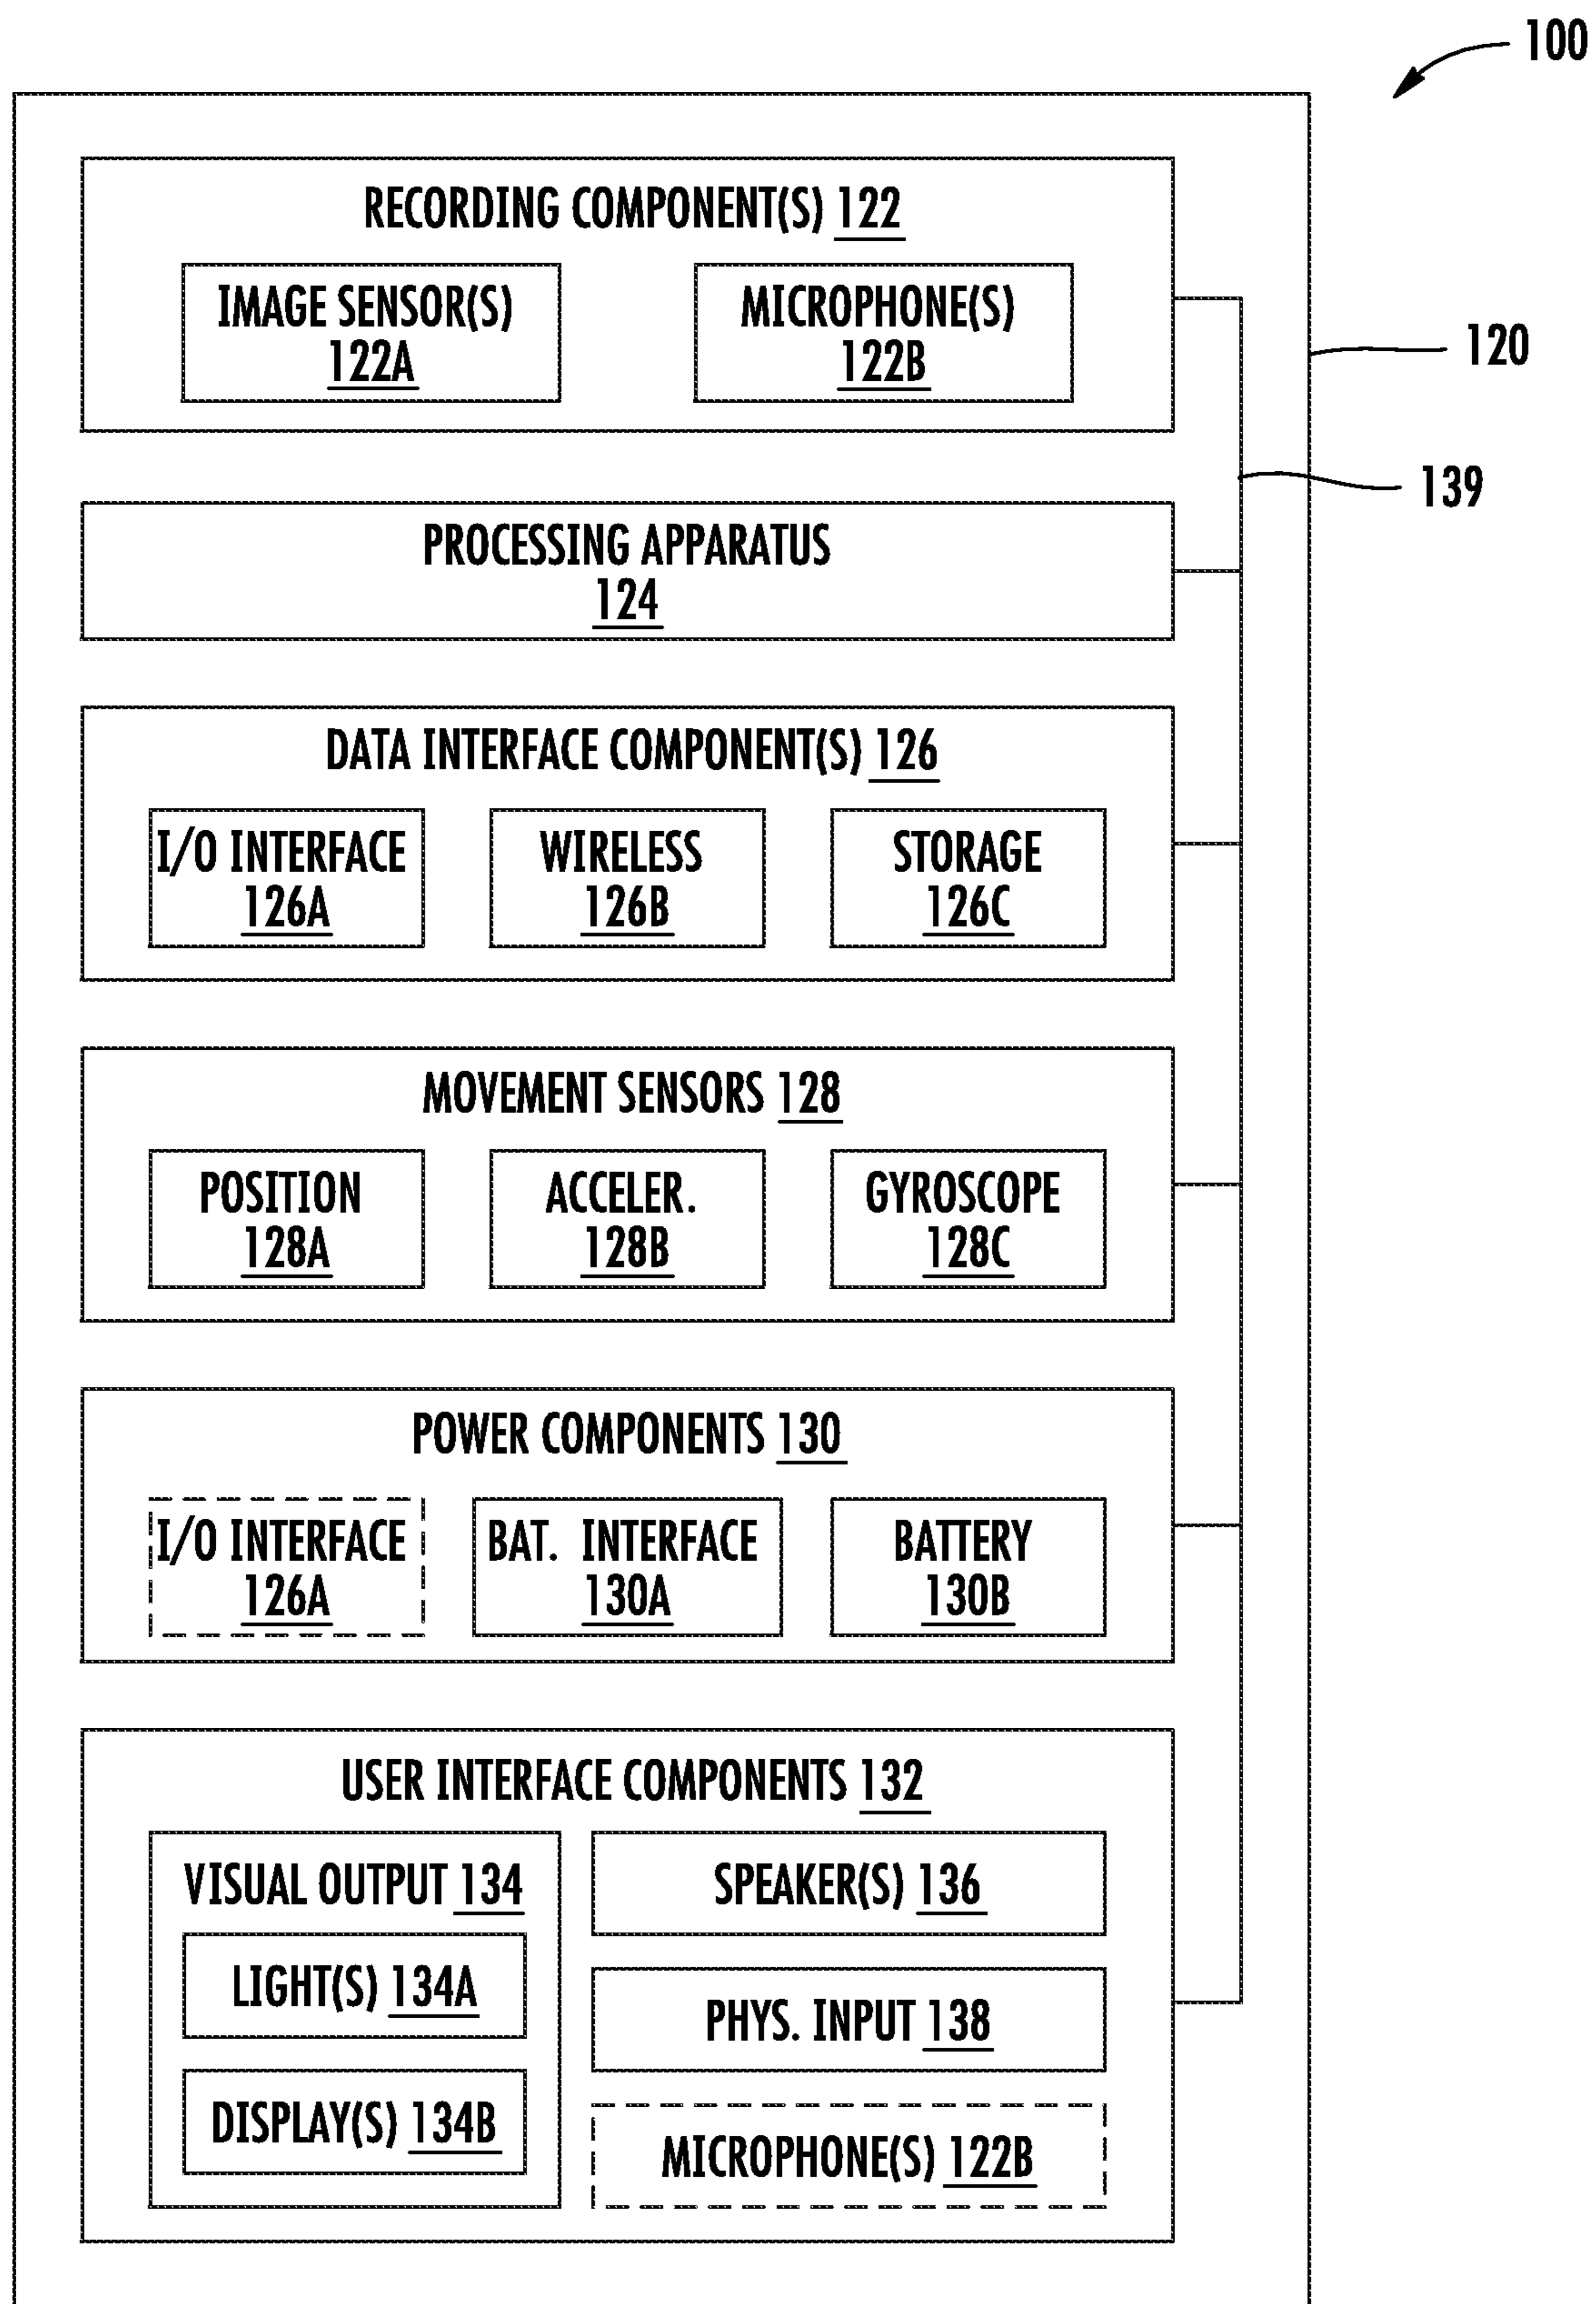 100
RECORDING COMPONENT(S) 122
IMAGE SENSOR(S)
122A
MICROPHONE(S)
122B
120
139
PROCESSING APPARATUS
124
DATA INTERFACE COMPONENT(S) 126
I/O INTERFACE
126A
WIRELESS
126B
STORAGE
126C
MOVEMENT SENSORS 128
POSITION
128A
ACCELER.
128B
GYROSCOPE
128C
POWER COMPONENTS 130
I/O INTERFACE
126A
BAT. INTERFACE
130A
BATTERY
130B
USER INTERFACE COMPONENTS 132
VISUAL OUTPUT 134
LIGHT(S) 134A
DISPLAY(S) 134B
SPEAKER(S) 136
PHYS. INPUT 138
MICROPHONE(S) 122B